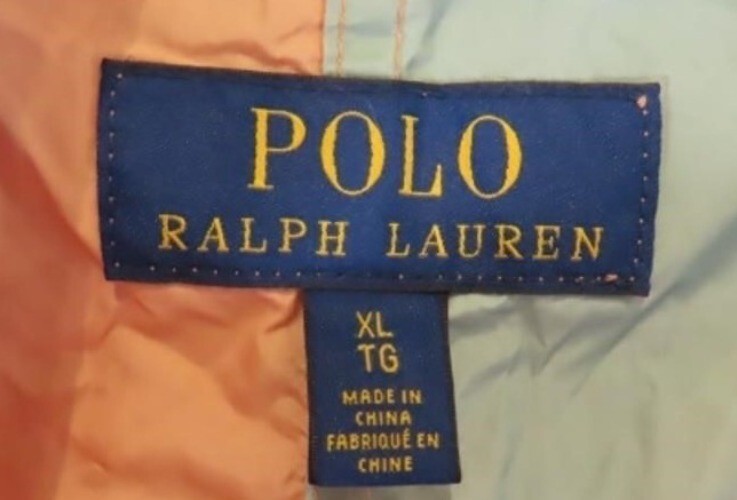 POLO
RALPH LAUREN
XL
TG
MADE IN
CHINA
FABRIQUÉ EN
CHINE